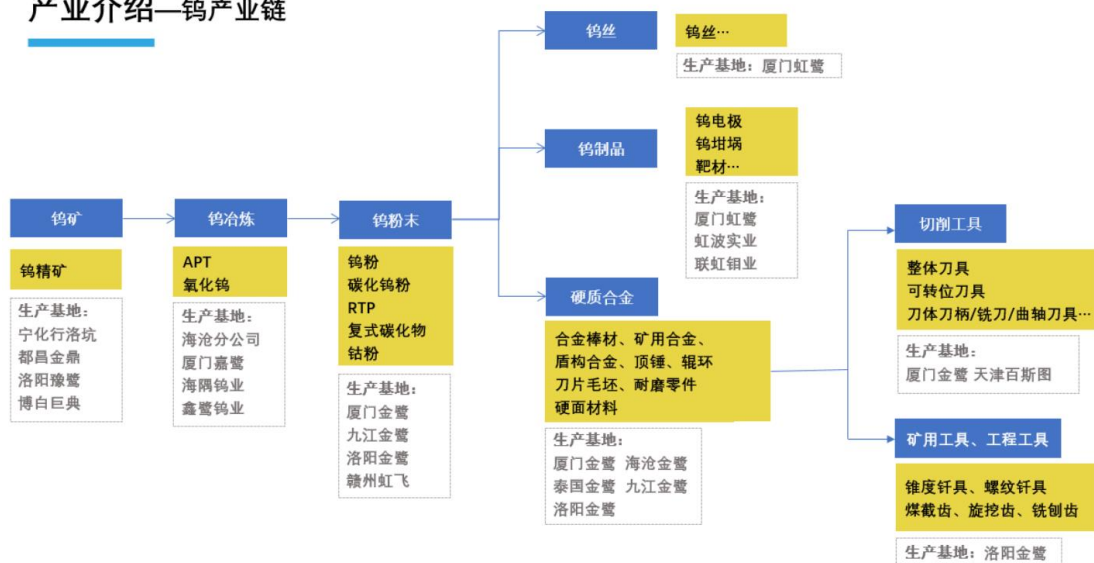 产业介绍—钨产业链
钨丝
钨丝…
生产基地：厦门虹鹭
钨制品
钨电极
钨坩埚
靶材…
生产基地：
厦门虹鹭
虹波实业
联虹钼业
钨矿
钨精矿
生产基地：
宁化行洛坑
都昌金鼎
洛阳豫鹭
博白巨典
钨冶炼
APT
氧化钨
生产基地：
海沧分公司
厦门嘉鹭
海隅钨业
鑫鹭钨业
钨粉末
钨粉
碳化钨粉
RTP
复式碳化物
钴粉
生产基地：
厦门金鹭
九江金鹭
洛阳金鹭
赣州虹飞
硬质合金
合金棒材、矿用合金、
盾构合金、顶锤、辊环
刀片毛坯、耐磨零件
硬面材料
生产基地：
厦门金鹭 海沧金鹭
泰国金鹭 九江金鹭
洛阳金鹭
切削工具
整体刀具
可转位刀具
刀体刀柄/铣刀/曲轴刀具…
生产基地：
厦门金鹭 天津百斯图
矿用工具、工程工具
锥度钎具、螺纹钎具
煤截齿、旋挖齿、铣刨齿
生产基地：洛阳金鹭